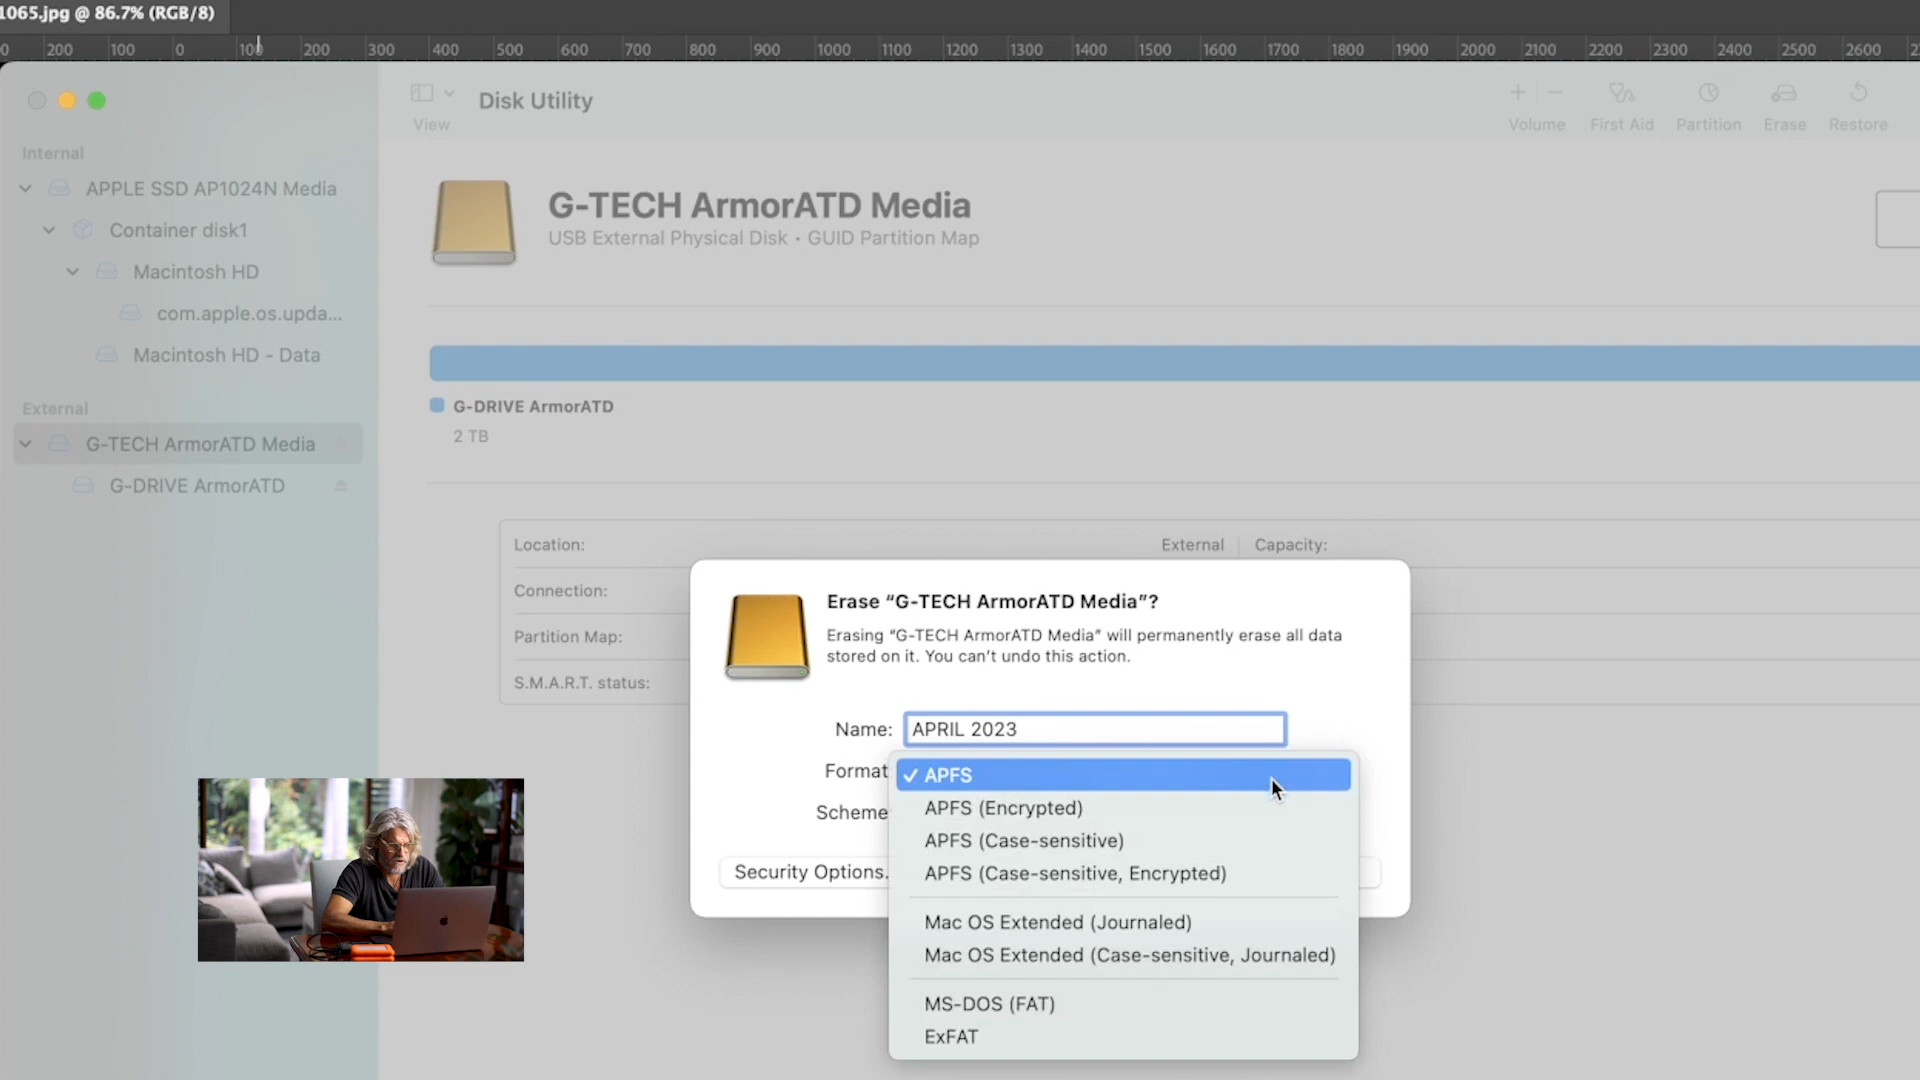 1065.jpg @ 86.7% (RGB/8)
0 200 100 0 100 200 300 400 500 600 700 800 900 1000 1100 1200 1300 1400 1500 1600 1700 1800 1900 2000 2100 2200 2300 2400 2500 2600
Disk Utility
View
Volume First Aid Partition Erase Restore
Internal
APPLE SSD AP1024N Media
Container disk1
Macintosh HD
com.apple.os.upda...
Macintosh HD - Data
External
G-TECH ArmorATD Media
G-DRIVE ArmorATD
G-TECH ArmorATD Media
USB External Physical Disk • GUID Partition Map
G-DRIVE ArmorATD
2 TB
Location: External Capacity:
Connection:
Partition Map:
S.M.A.R.T. status:
Erase “G-TECH ArmorATD Media”?
Erasing “G-TECH ArmorATD Media” will permanently erase all data
stored on it. You can’t undo this action.
Name: APRIL 2023
Format
Scheme
Security Options.
✓ APFS
APFS (Encrypted)
APFS (Case-sensitive)
APFS (Case-sensitive, Encrypted)
Mac OS Extended (Journaled)
Mac OS Extended (Case-sensitive, Journaled)
MS-DOS (FAT)
ExFAT